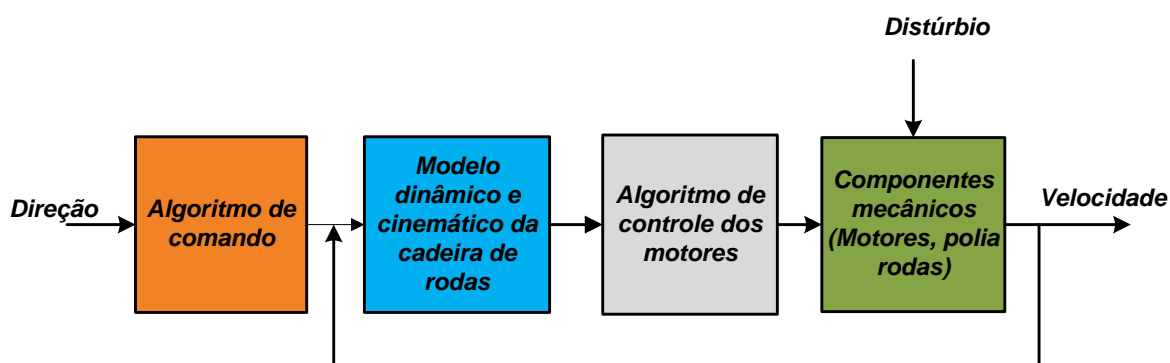 Distúrbio
Direção
Algoritmo de
comando
Modelo
dinâmico e
cinemático da
cadeira de
rodas
Algoritmo de
controle dos
motores
Componentes
mecânicos
(Motores, polia
rodas)
Velocidade